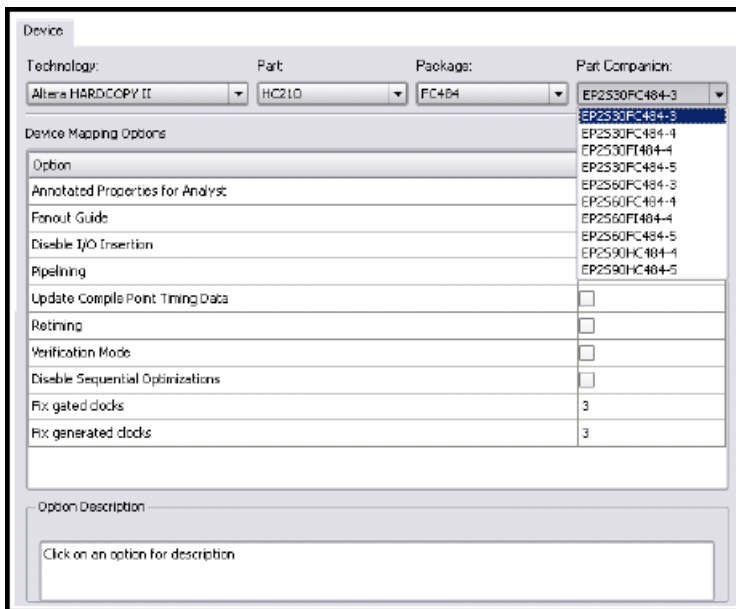 Device
Technology: Part: Package: Part Companion:
Altera HARDCOPY II HC210 FC484 EP2S30FC484-3
EP2S30FC484-3
Device Mapping Options
EP2S30FC484-4
EP2S30FI484-4
Option
EP2S30FC484-5
EP2S60FC484-3
Annotated Properties for Analyst
EP2S60FC484-4
Fanout Guide
EP2S60FI484-4
EP2S60FC484-5
Disable I/O Insertion
EP2S90HC484-4
Pipelining
EP2S90HC484-5
Update Compile Point Timing Data
Retiming
Verification Mode
Disable Sequential Optimizations
Fix gated clocks 3
Fix generated clocks 3
Option Description
Click on an option for description